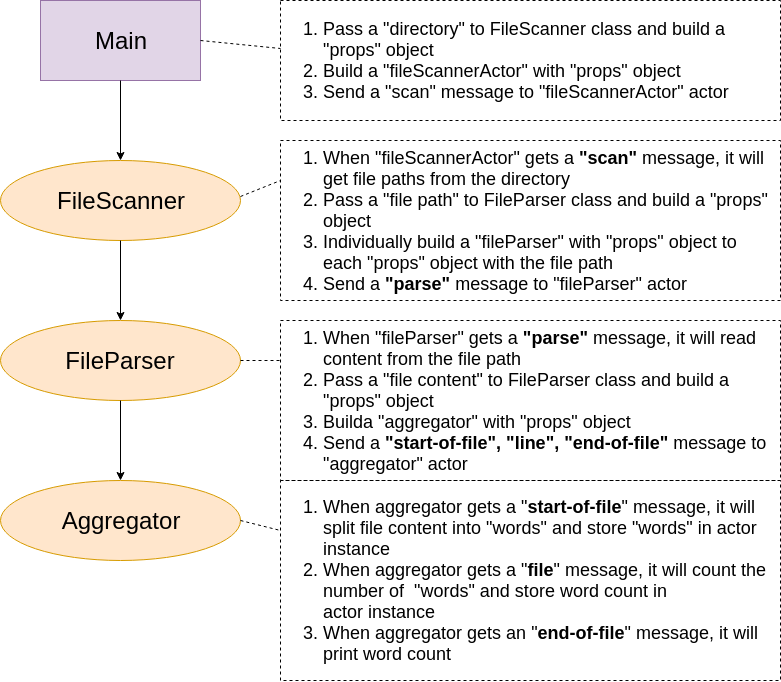 Main
1. Pass a "directory" to FileScanner class and build a
"props" object
2. Build a "fileScannerActor" with "props" object
3. Send a "scan" message to "fileScannerActor" actor
FileScanner
1. When "fileScannerActor" gets a "scan" message, it will
get file paths from the directory
2. Pass a "file path" to FileParser class and build a "props"
object
3. Individually build a "fileParser" with "props" object to
each "props" object with the file path
4. Send a "parse" message to "fileParser" actor
FileParser
1. When "fileParser" gets a "parse" message, it will read
content from the file path
2. Pass a "file content" to FileParser class and build a
"props" object
3. Builda "aggregator" with "props" object
4. Send a "start-of-file", "line", "end-of-file" message to
"aggregator" actor
Aggregator
1. When aggregator gets a "start-of-file" message, it will
split file content into "words" and store "words" in actor
instance
2. When aggregator gets a "file" message, it will count the
number of  "words" and store word count in
actor instance
3. When aggregator gets an "end-of-file" message, it will
print word count